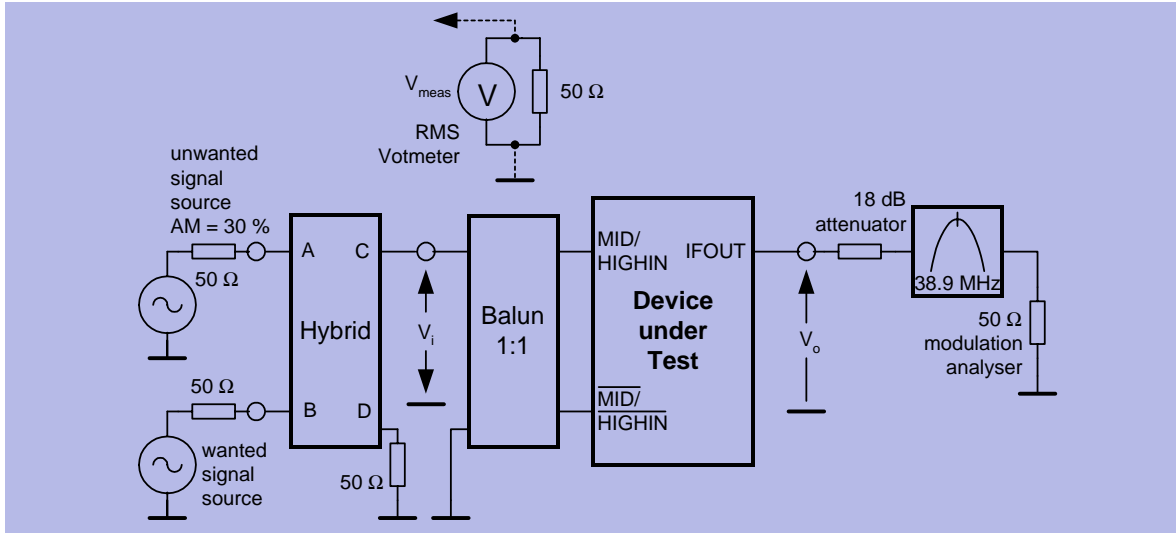 V
meas
V
50 Ω
RMS
Votmeter
unwanted
signal
source
AM = 30 %
50 Ω
A
C
Hybrid
B
D
50 Ω
wanted
signal
source
50 Ω
V
i
Balun
1:1
MID/
HIGHIN
IFOUT
Device
under
Test
MID/
HIGHIN
V
o
18 dB
attenuator
38.9 MHz
50 Ω
modulation
analyser